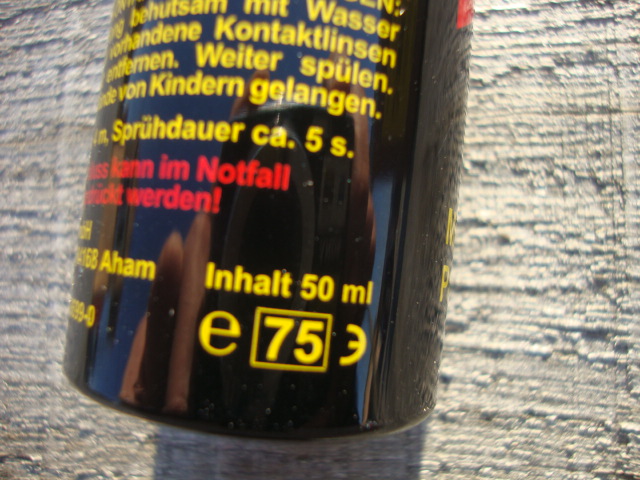 behutsam mit Wasser
vorhandene Kontaktlinsen
entfernen. Weiter spülen.
von Kindern gelangen.
m, Sprühdauer ca. 5 s.
kann im Notfall
werden!
Aham
Inhalt 50 ml
e 75 э